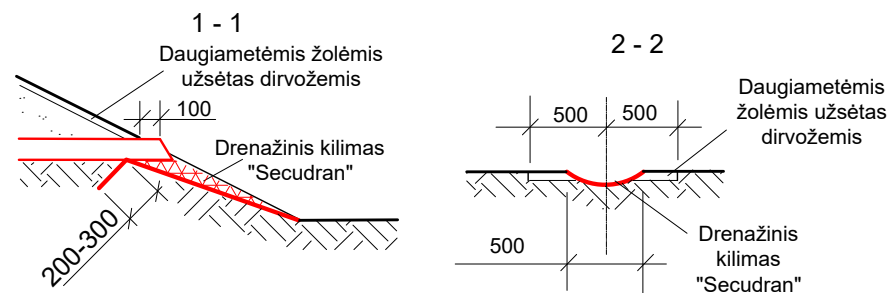 1 - 1
Daugiametėmis žolėmis
užsėtas dirvožemis
100
Drenažinis kilimas
"Secudran"
200-300
2 - 2
Daugiametėmis
žolėmis užsėtas
dirvožemis
500
500
500
Drenažinis
kilimas
"Secudran"